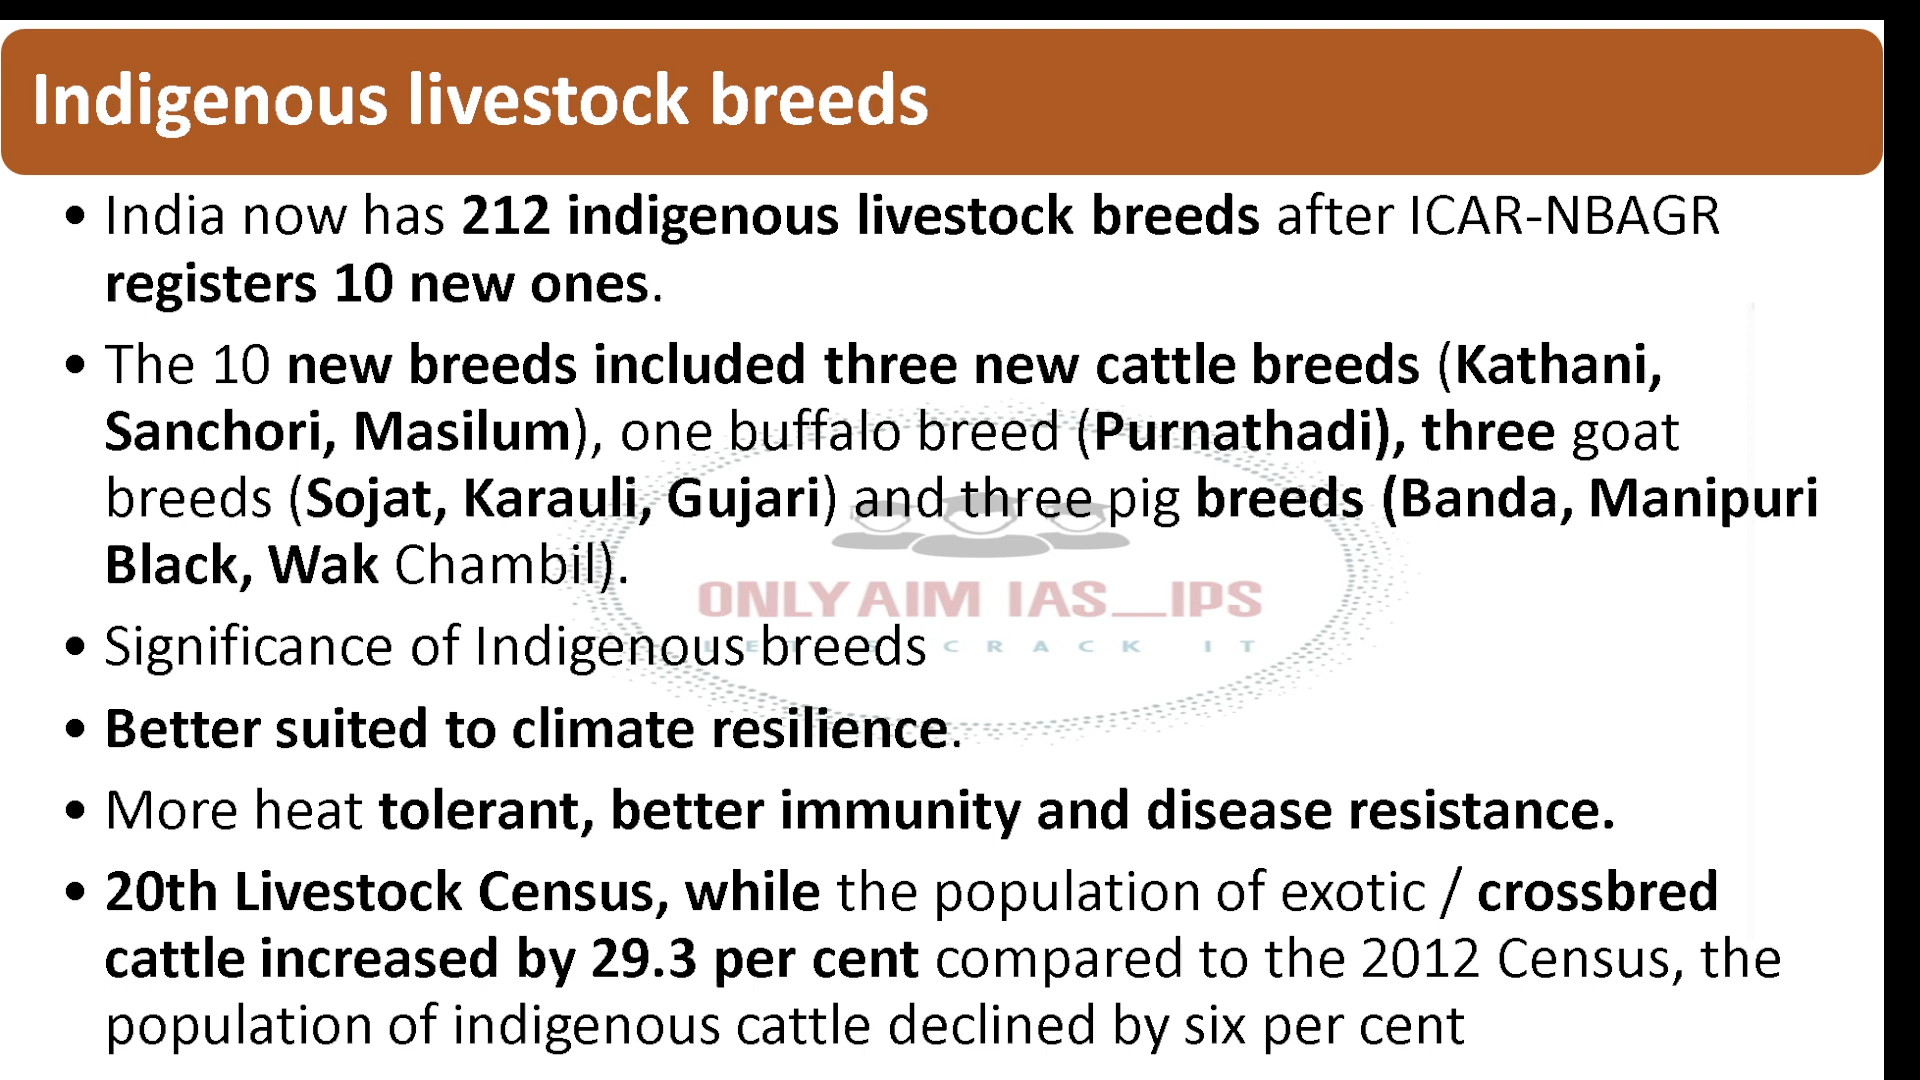 Indigenous livestock breeds
• India now has 212 indigenous livestock breeds after ICAR-NBAGR
registers 10 new ones.
• The 10 new breeds included three new cattle breeds (Kathani,
Sanchori, Masilum), one buffalo breed (Purnathadi), three goat
breeds (Sojat, Karauli, Gujari) and three pig breeds (Banda, Manipuri
Black, Wak Chambil).
ONLY AIM IAS_IPS
• Significance of Indigenous breeds
CRACK IT
• Better suited to climate resilience.
• More heat tolerant, better immunity and disease resistance.
• 20th Livestock Census, while the population of exotic / crossbred
cattle increased by 29.3 per cent compared to the 2012 Census, the
population of indigenous cattle declined by six per cent